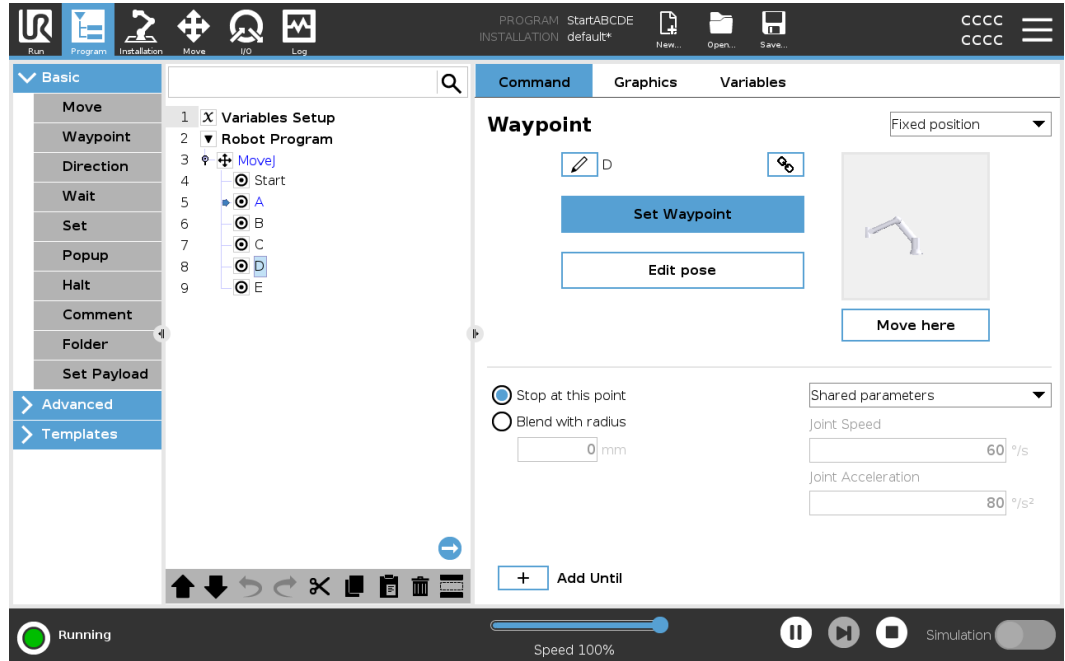 UR
PROGRAM StartABCDE
INSTALLATION default*
cccc
cccc
Run Program Installation Move I/O Log New... Open... Save...
Basic
Move
Waypoint
Direction
Wait
Set
Popup
Halt
Comment
Folder
Set Payload
Advanced
Templates
1 X Variables Setup
2 Robot Program
3 MoveJ
4 Start
5 A
6 B
7 C
8 D
9 E
Command Graphics Variables
Waypoint
Fixed position
D
Set Waypoint
Edit pose
Move here
Stop at this point
Blend with radius
0 mm
Shared parameters
Joint Speed
60 °/s
Joint Acceleration
80 °/s²
+ Add Until
Running
Speed 100%
Simulation